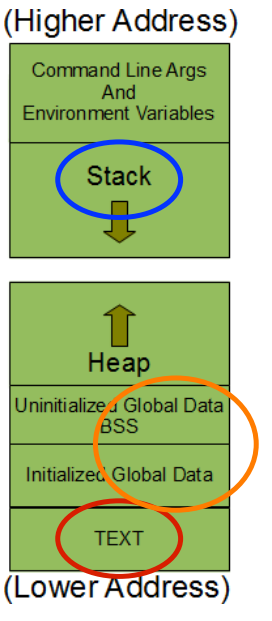 (Higher Address)
Command Line Args
And
Environment Variables
Stack
Heap
Uninitialized Global Data
BSS
Initialized Global Data
TEXT
(Lower Address)